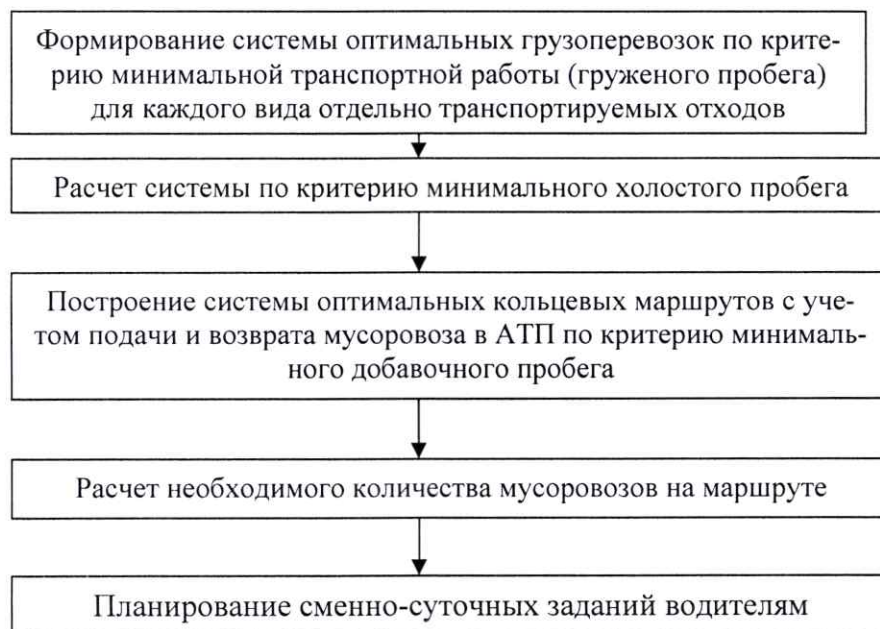 Формирование системы оптимальных грузоперевозок по крите-
рию минимальной транспортной работы (груженого пробега)
для каждого вида отдельно транспортируемых отходов
Расчет системы по критерию минимального холостого пробега
Построение системы оптимальных кольцевых маршрутов с уче-
том подачи и возврата мусоровоза в АТП по критерию минималь-
ного добавочного пробега
Расчет необходимого количества мусоровозов на маршруте
Планирование сменно-суточных заданий водителям